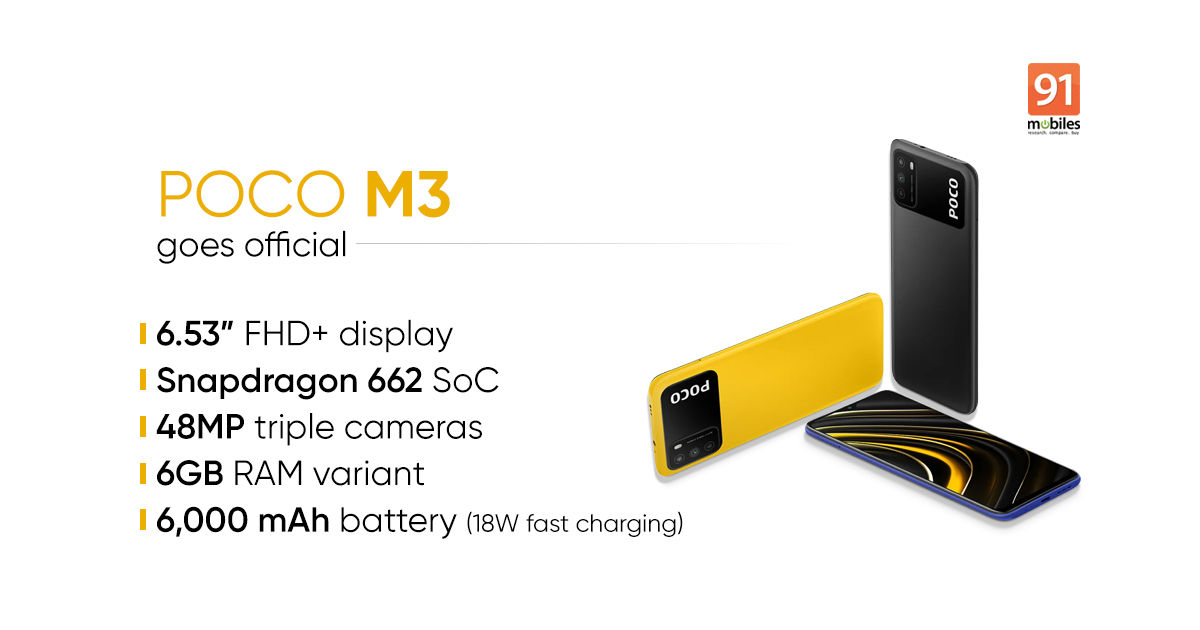 91
mobiles
research. compare. buy
POCO M3
goes official
6.53” FHD+ display
Snapdragon 662 SoC
48MP triple cameras
6GB RAM variant
6,000 mAh battery (18W fast charging)
POCO
POCO